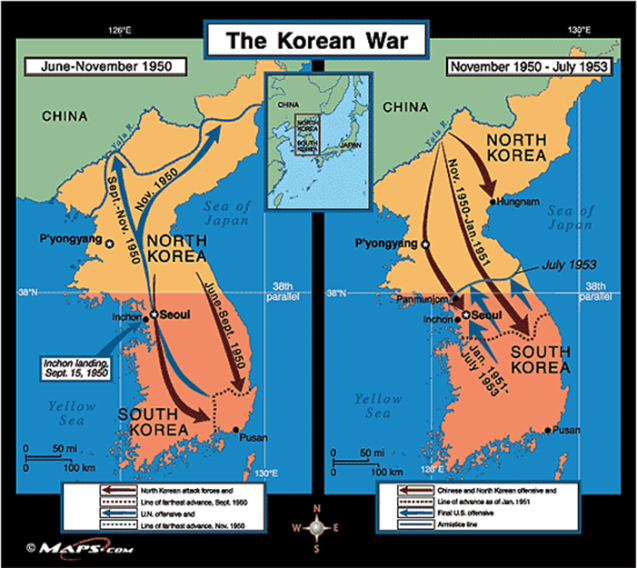 The Korean War
126°E
130°E
June-November 1950
CHINA
Yalu R.
Sept.-Nov. 1950
Nov. 1950
Sea of
Japan
P'yongyang
NORTH
KOREA
38°N
38th
parallel
Inchon
Seoul
June-Sept. 1950
Inchon landing,
Sept. 15, 1950
Yellow
Sea
SOUTH
KOREA
Pusan
0 50 mi
0 100 km
130°E
CHINA
NORTH
KOREA
SOUTH
KOREA
JAPAN
November 1950 - July 1953
CHINA
Yalu R.
NORTH
KOREA
Nov. 1950-Jan. 1951
Hungnam
Sea of
Japan
P'yongyang
July 1953
38°N
38th
parallel
Panmunjom
Inchon
Seoul
Jan. 1951-
July 1953
SOUTH
KOREA
Yellow
Sea
Pusan
0 50 mi
0 100 km
126°E
North Korean attack forces and
Line of farthest advance, Sept. 1950
U.N. offensive and
Line of farthest advance, Nov. 1950
N
W E
S
Chinese and North Korean offensive and
Line of advance as of Jan. 1951
Final U.S. offensive
Armistice line
© MAPS.COM